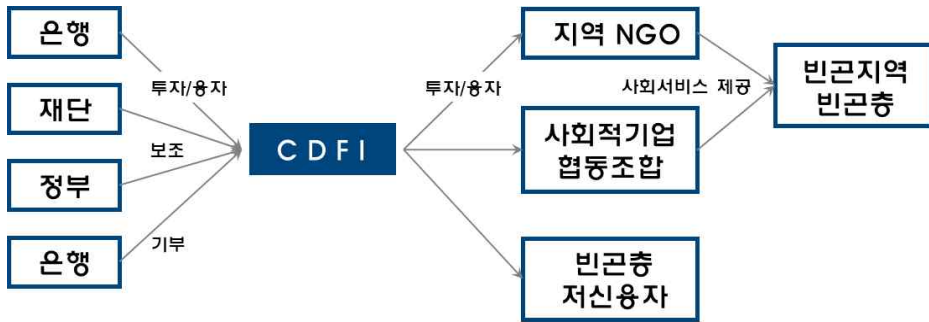 은행
재단
정부
은행
투자/융자
보조
기부
CDFI
투자/융자
지역 NGO
사회적기업
협동조합
빈곤층
저신용자
사회서비스 제공
빈곤지역
빈곤층